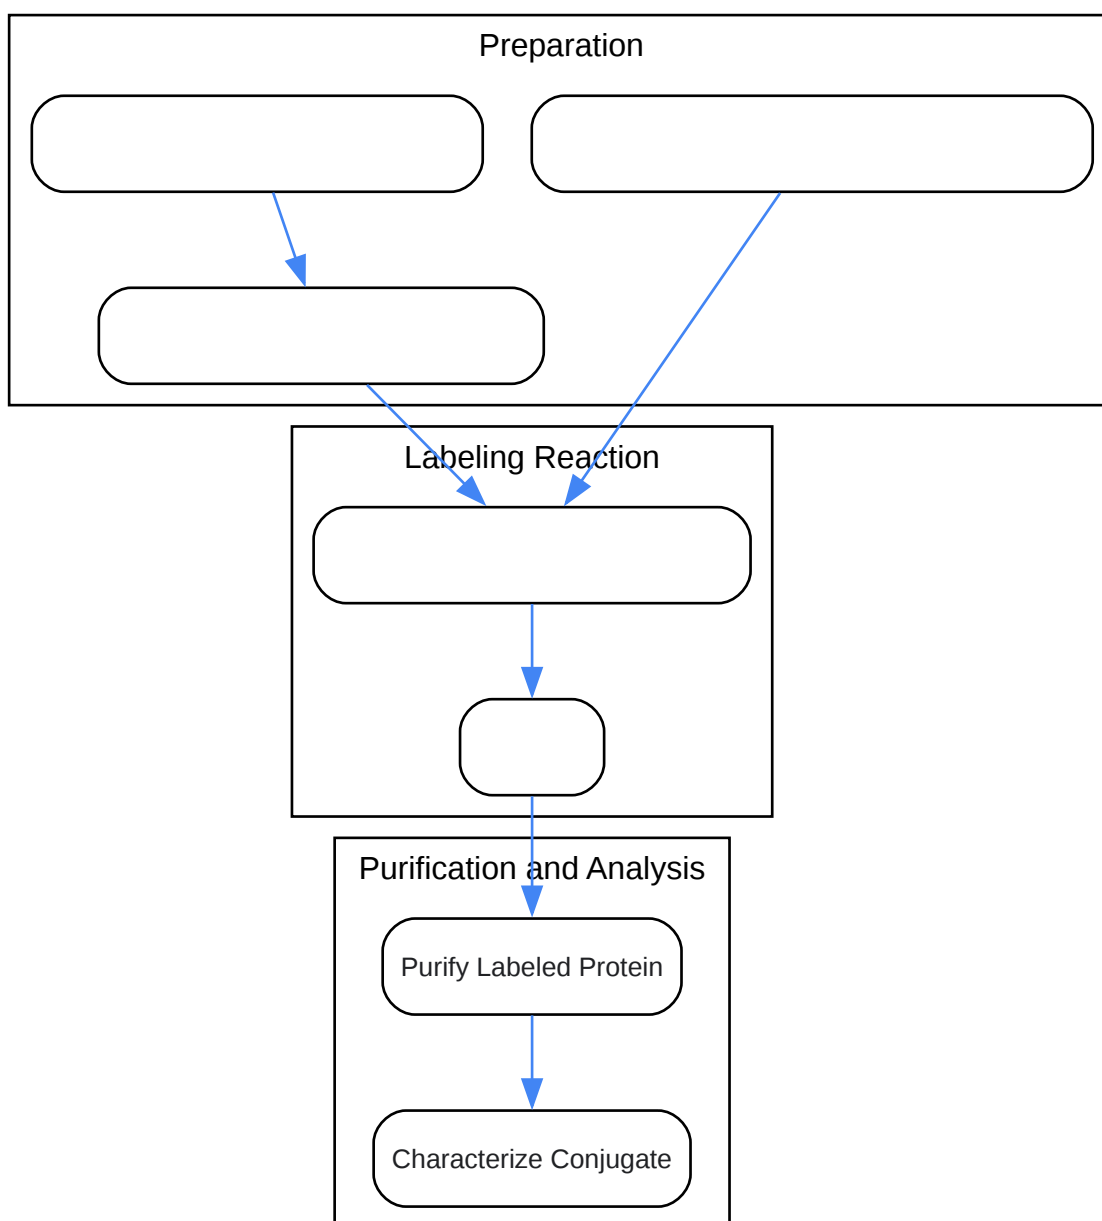 Preparation
Labeling Reaction
Purification and Analysis
Purify Labeled Protein
Characterize Conjugate